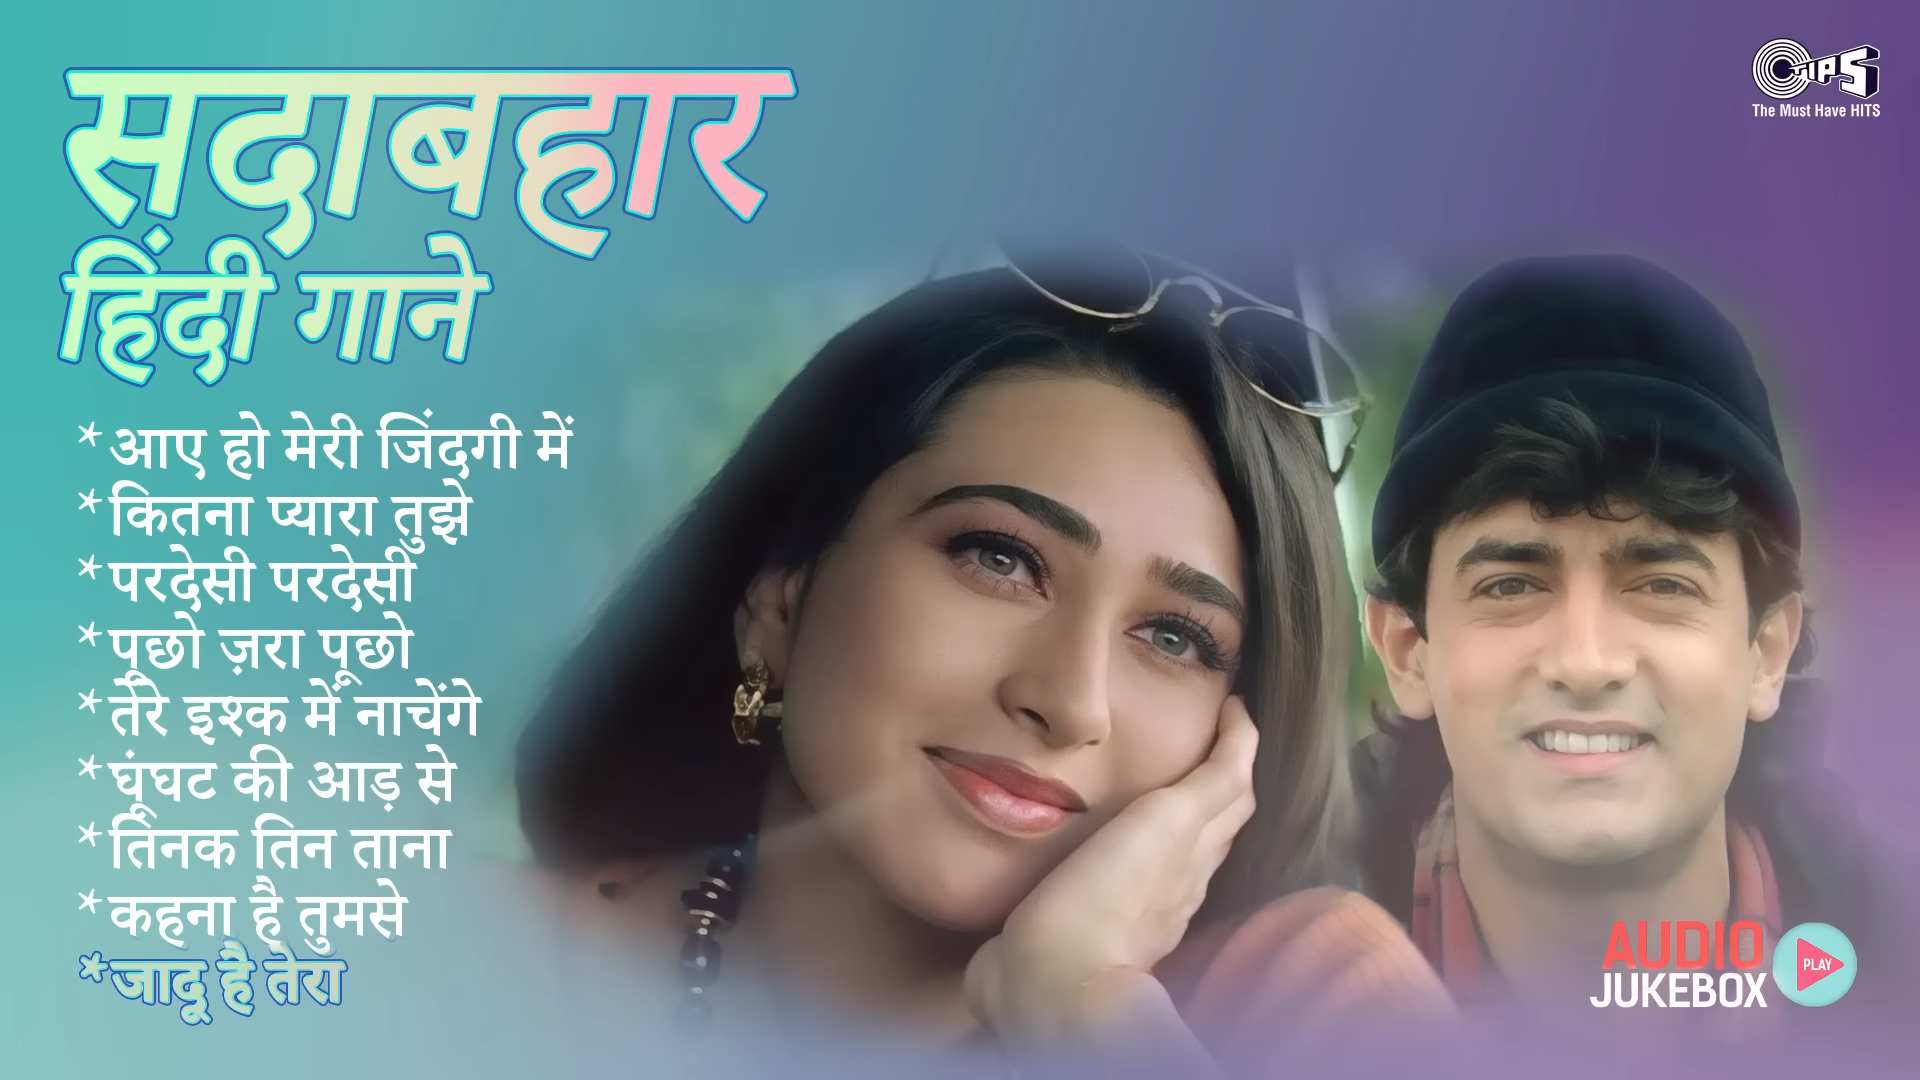 सदाबहार
हिंदी गाने
*आए हो मेरी जिंदगी में
*कितना प्यारा तुझे
*परदेसी परदेसी
*पूछो ज़रा पूछो
*तेरे इश्क में नाचेंगे
*घूंघट की आड़ से
*तिनक तिन ताना
*कहना है तुमसे
*जादू है तेरा
TIPS
The Must Have HITS
AUDIO
JUKEBOX
PLAY